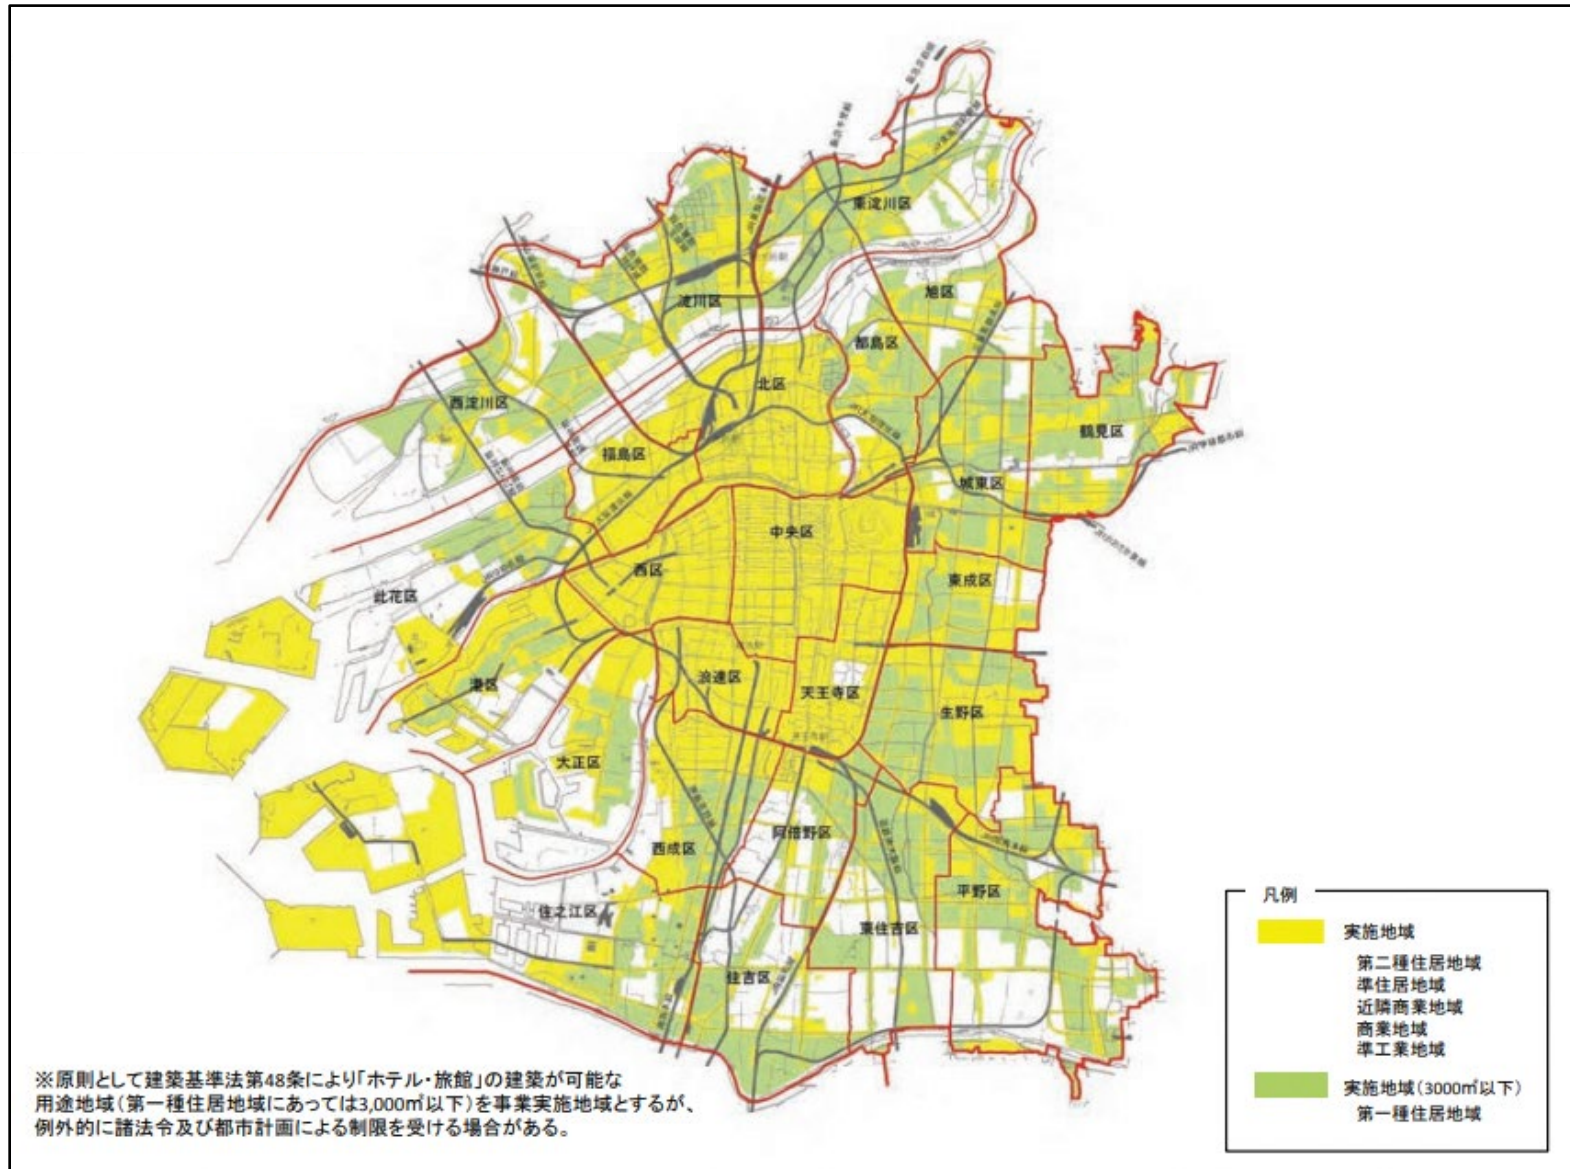 東淀川区
淀川区
旭区
都島区
北区
西淀川区
鶴見区
福島区
城東区
中央区
西区
東成区
此花区
浪速区
港区
天王寺区
生野区
大正区
阿倍野区
西成区
平野区
住之江区
東住吉区
住吉区
凡例
実施地域
第二種住居地域
準住居地域
近隣商業地域
商業地域
準工業地域
実施地域(3000㎡以下)
第一種住居地域
※原則として建築基準法第48条により「ホテル・旅館」の建築が可能な
用途地域(第一種住居地域にあっては3,000㎡以下)を事業実施地域とするが、
例外的に諸法令及び都市計画による制限を受ける場合がある。